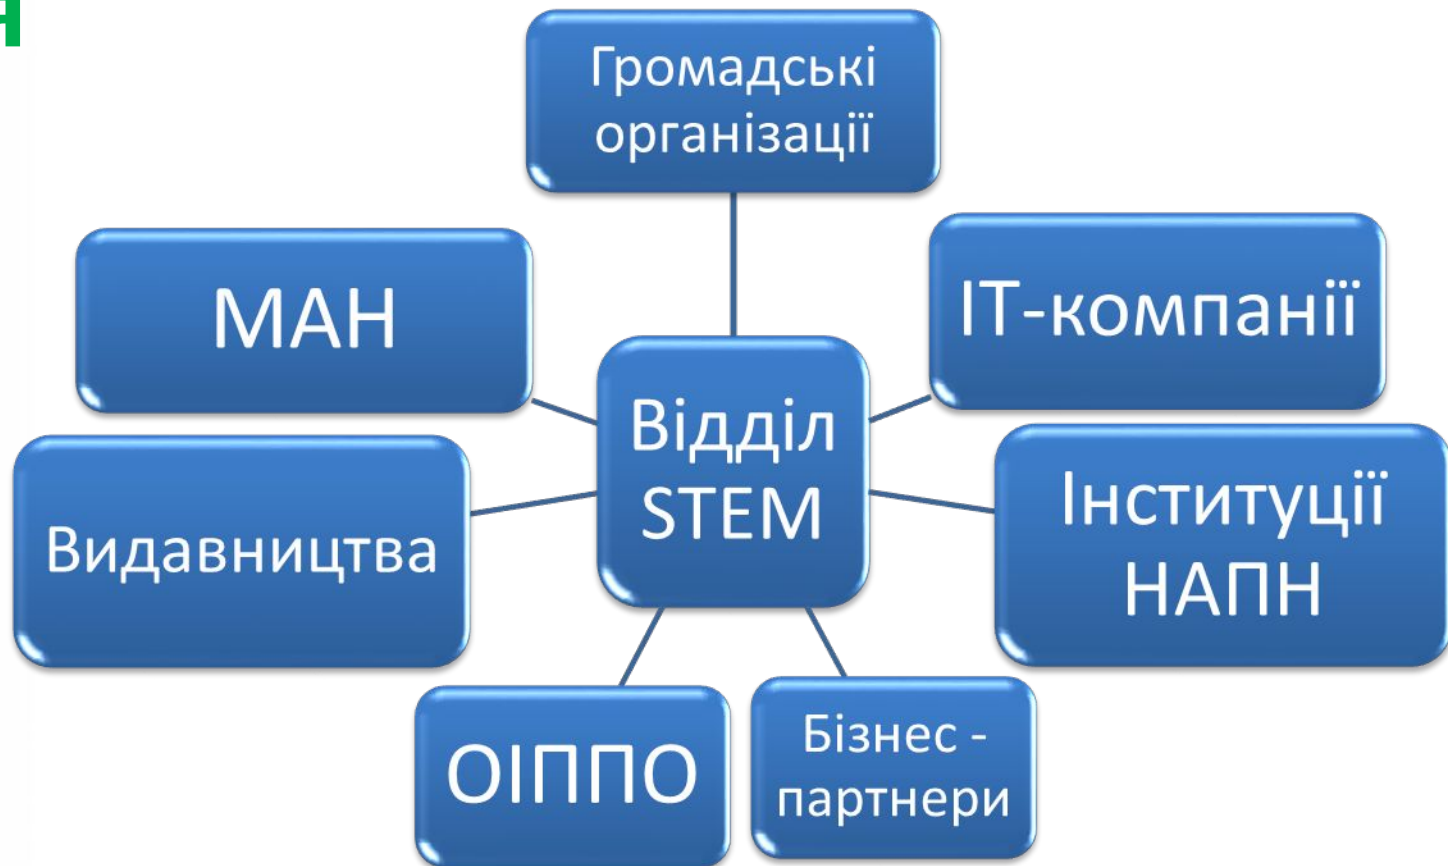 Громадські
організації
ІТ-компанії
Інституції
НАПН
Бізнес -
партнери
ОІППО
Видавництва
МАН
Відділ
STEM